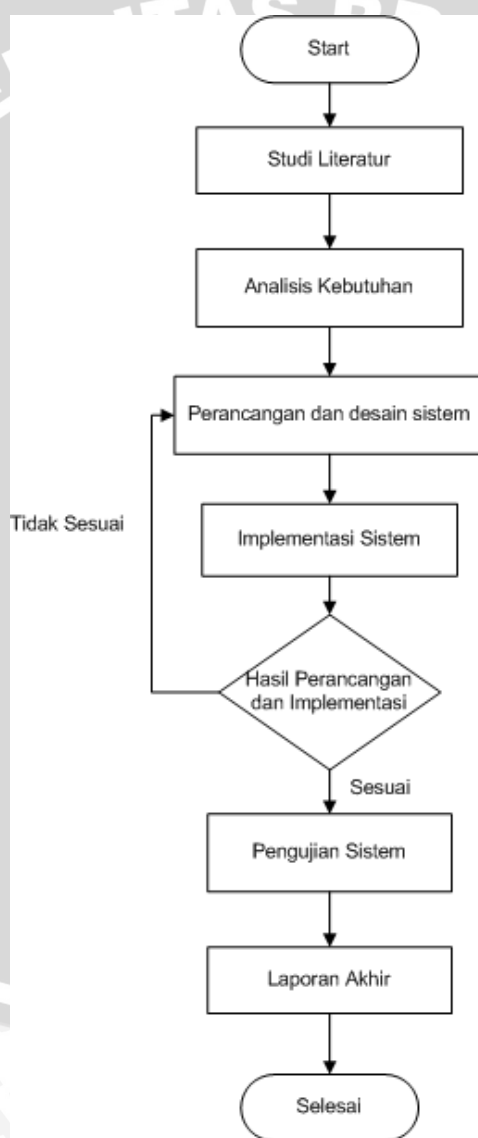 Start
Studi Literatur
Analisis Kebutuhan
Perancangan dan desain sistem
Tidak Sesuai
Implementasi Sistem
Hasil Perancangan
dan Implementasi
Sesuai
Pengujian Sistem
Laporan Akhir
Selesai